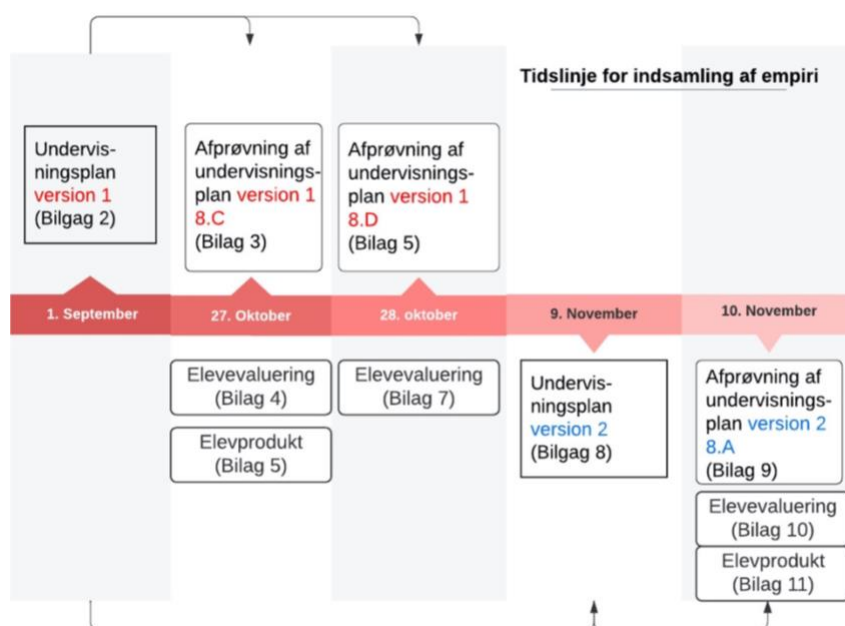 Tidslinje for indsamling af empiri
Undervis-
ningsplan
version 1
(Bilgag 2)
Afprøvning af
undervisnings-
plan version 1
8.C
(Bilag 3)
Afprøvning af
undervisnings-
plan version 1
8.D
(Bilag 5)
1. September
27. Oktober
28. oktober
9. November
10. November
Elevevaluering
(Bilag 4)
Elevprodukt
(Bilag 5)
Elevevaluering
(Bilag 7)
Undervis-
ningsplan
version 2
(Bilgag 8)
Afprøvning af
undervisnings-
plan version 2
8.A
(Bilag 9)
Elevevaluering
(Bilag 10)
Elevprodukt
(Bilag 11)